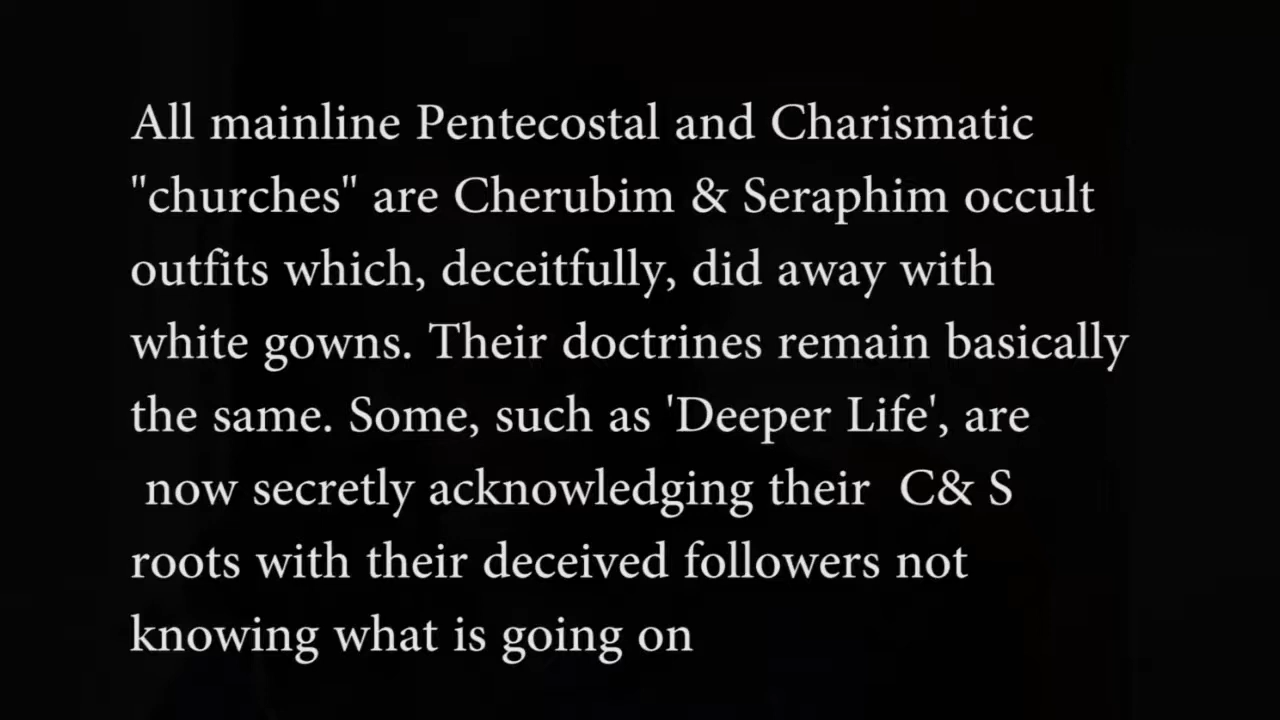 All mainline Pentecostal and Charismatic
"churches" are Cherubim & Seraphim occult
outfits which, deceitfully, did away with
white gowns. Their doctrines remain basically
the same. Some, such as 'Deeper Life', are
now secretly acknowledging their C& S
roots with their deceived followers not
knowing what is going on